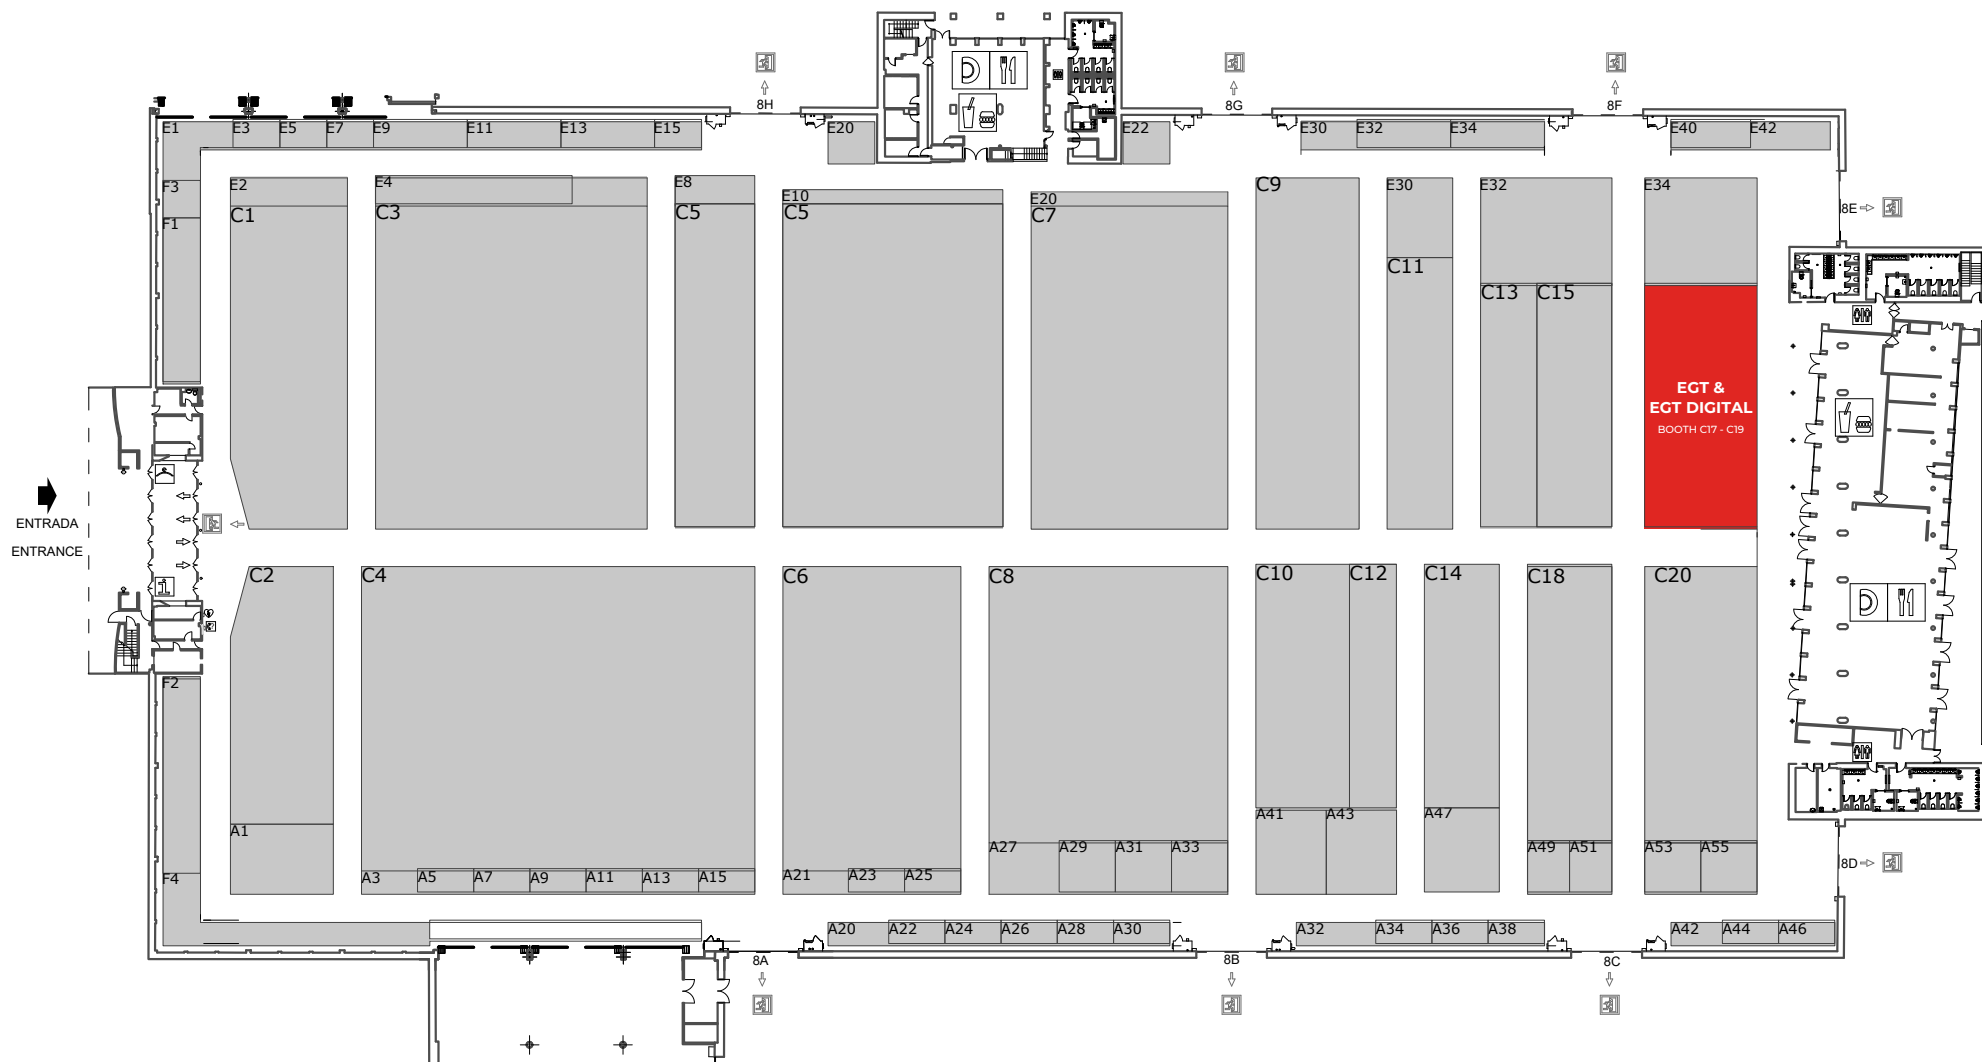 8H
8G
8F
E1
E3
E5
E7
E9
E11
E13
E15
E20
E22
E30
E32
E34
E40
E42
F3
F1
E2
C1
E4
C3
E8
C5
E10
C5
E20
C7
C9
E30
C11
E32
C13
C15
E34
8E
EGT &
EGT DIGITAL
BOOTH C17 - C19
ENTRADA
ENTRANCE
C2
C4
C6
C8
C10
C12
C14
C18
C20
F2
F4
A1
A3
A5
A7
A9
A11
A13
A15
A21
A23
A25
A27
A29
A31
A33
A41
A43
A47
A49
A51
A53
A55
8D
A20
A22
A24
A26
A28
A30
A32
A34
A36
A38
A42
A44
A46
8A
8B
8C